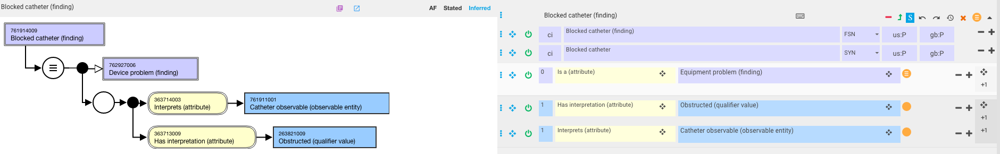 Blocked catheter (finding)
AF Stated Inferred
761914009
Blocked catheter (finding)
762927006
Device problem (finding)
363714003
Interprets (attribute)
761911001
Catheter observable (observable entity)
363713009
Has interpretation (attribute)
263821009
Obstructed (qualifier value)
Blocked catheter (finding)
S
ci Blocked catheter (finding) FSN us:P gb:P
ci Blocked catheter SYN us:P gb:P
0 Is a (attribute) Equipment problem (finding)
+1
1 Has interpretation (attribute) Obstructed (qualifier value)
+1
1 Interprets (attribute) Catheter observable (observable entity) +1